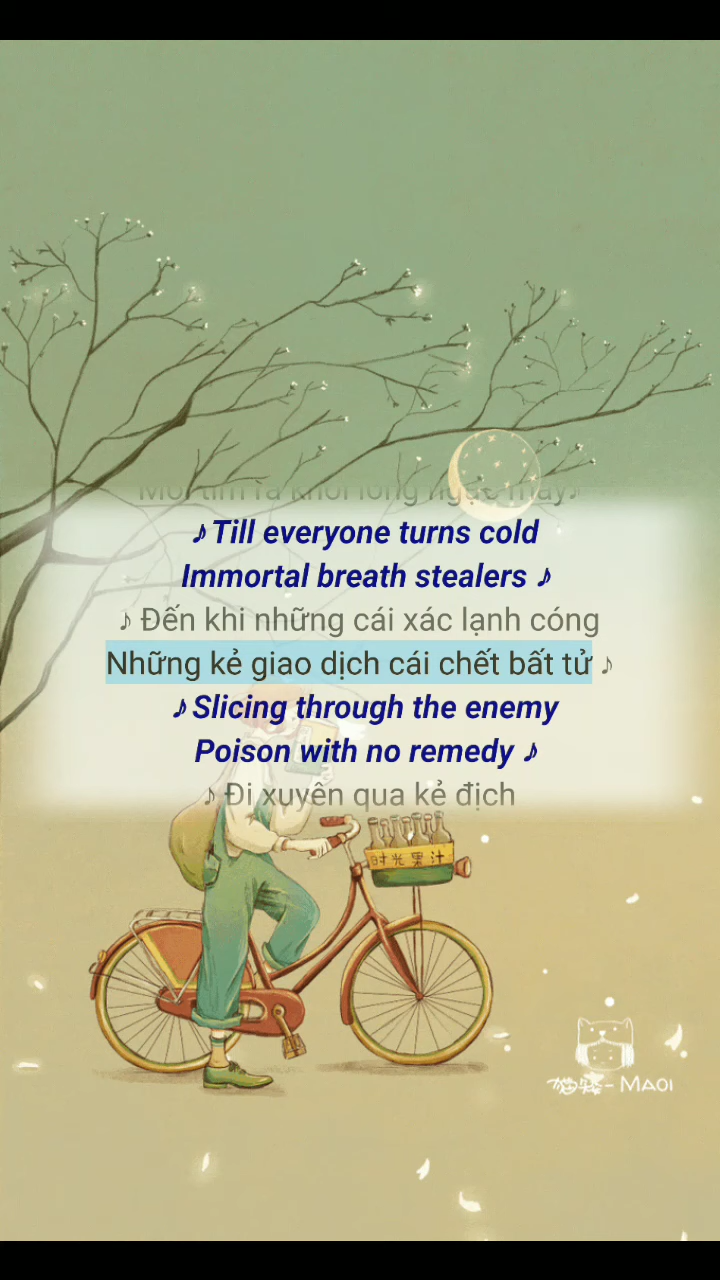 ♪ Till everyone turns cold
Immortal breath stealers ♪
♪ Đến khi những cái xác lạnh cóng
Những kẻ giao dịch cái chết bất tử ♪
♪ Slicing through the enemy
Poison with no remedy ♪
♪ Đi xuyên qua kẻ địch
时光果汁
- MAOI